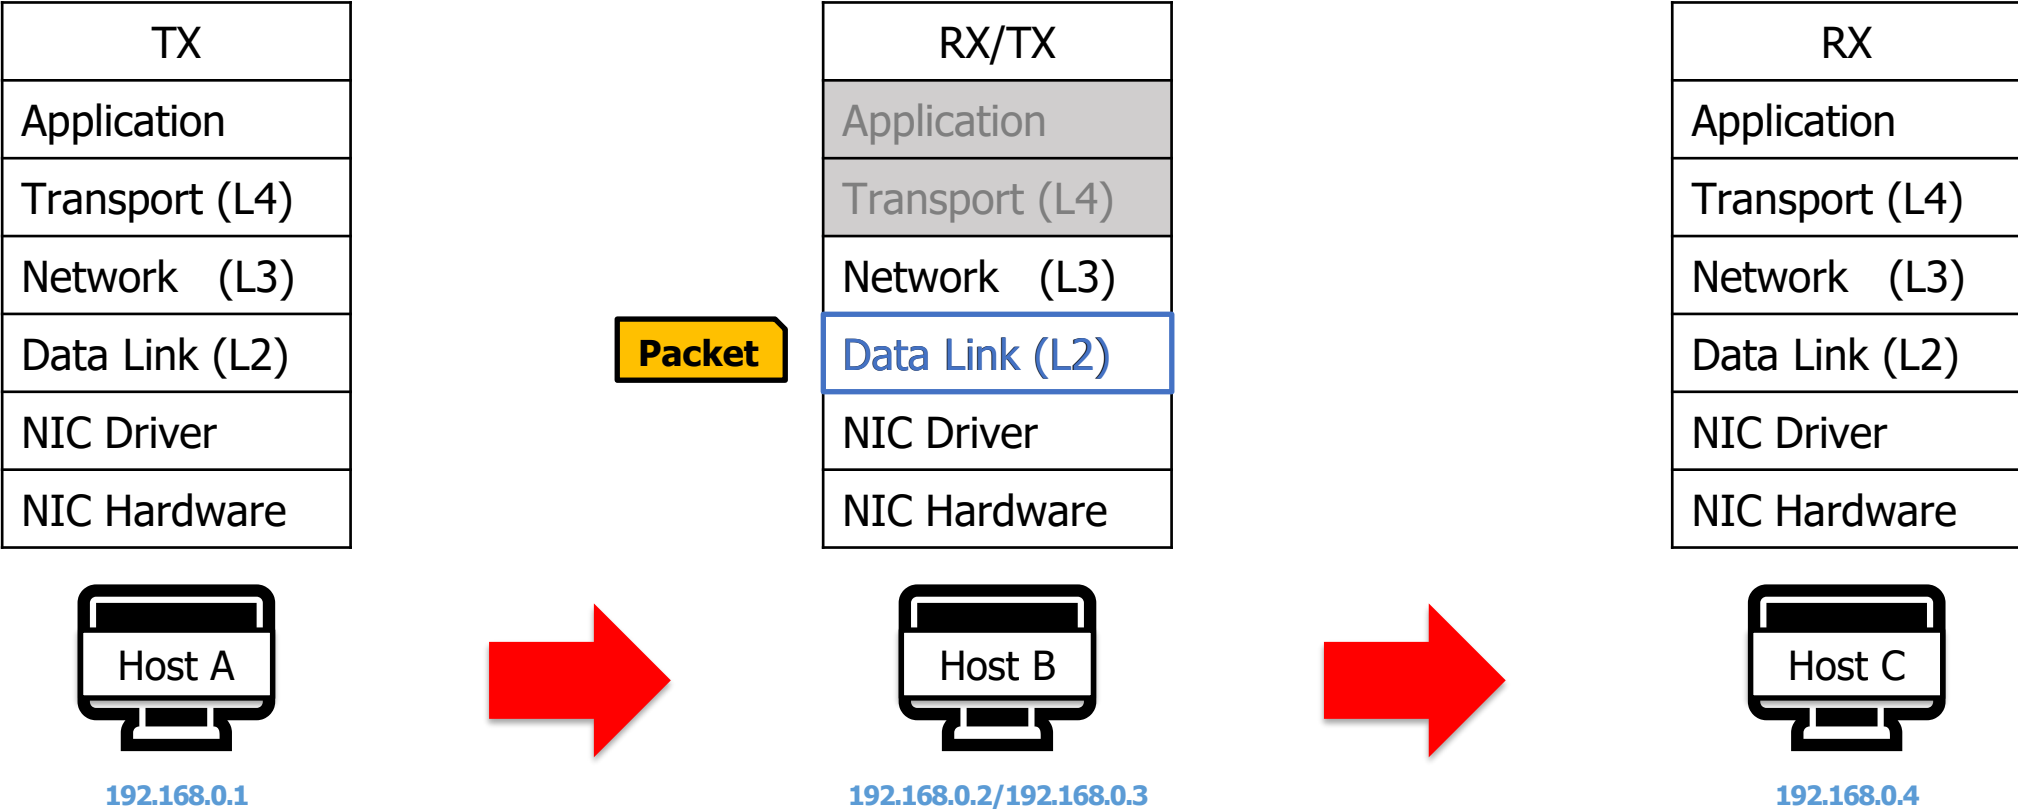 TX
Application
Transport (L4)
Network (L3)
Data Link (L2)
NIC Driver
NIC Hardware
Host A
192.168.0.1
Packet
RX/TX
Application
Transport (L4)
Network (L3)
Data Link (L2)
NIC Driver
NIC Hardware
Host B
192.168.0.2/192.168.0.3
RX
Application
Transport (L4)
Network (L3)
Data Link (L2)
NIC Driver
NIC Hardware
Host C
192.168.0.4